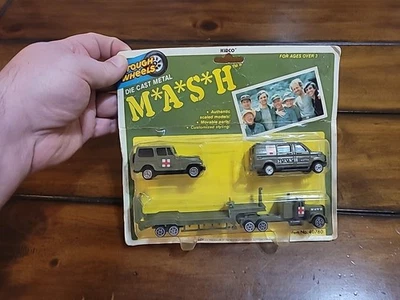 KIDCO
TOUGH
WHEELS
FOR AGES OVER 3
DIE CAST METAL
M*A*S*H
• Authentic
scaled models!
• Movable parts!
• Customized styling!
M*A*S*H